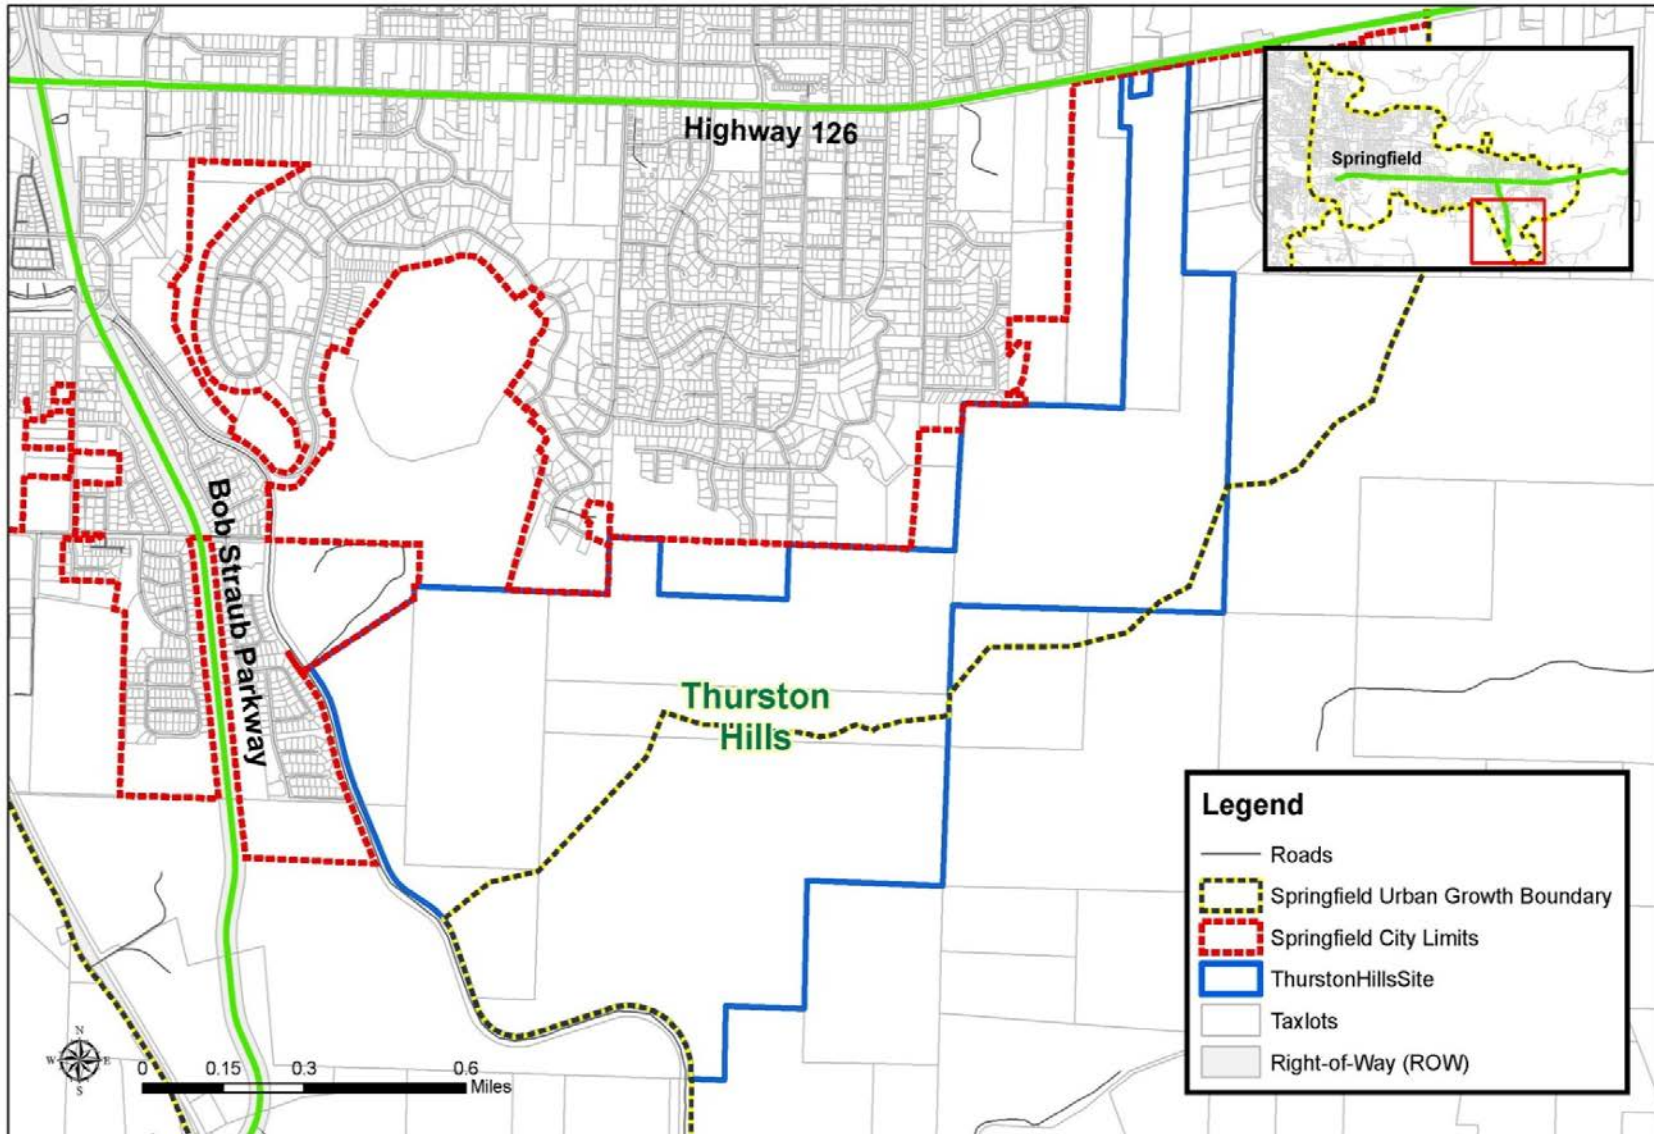 Highway 126
Springfield
Bob Straub Parkway
Thurston
Hills
Legend
Roads
Springfield Urban Growth Boundary
Springfield City Limits
ThurstonHillsSite
Taxlots
Right-of-Way (ROW)
N
W E
S
0 0.15 0.3 0.6
Miles